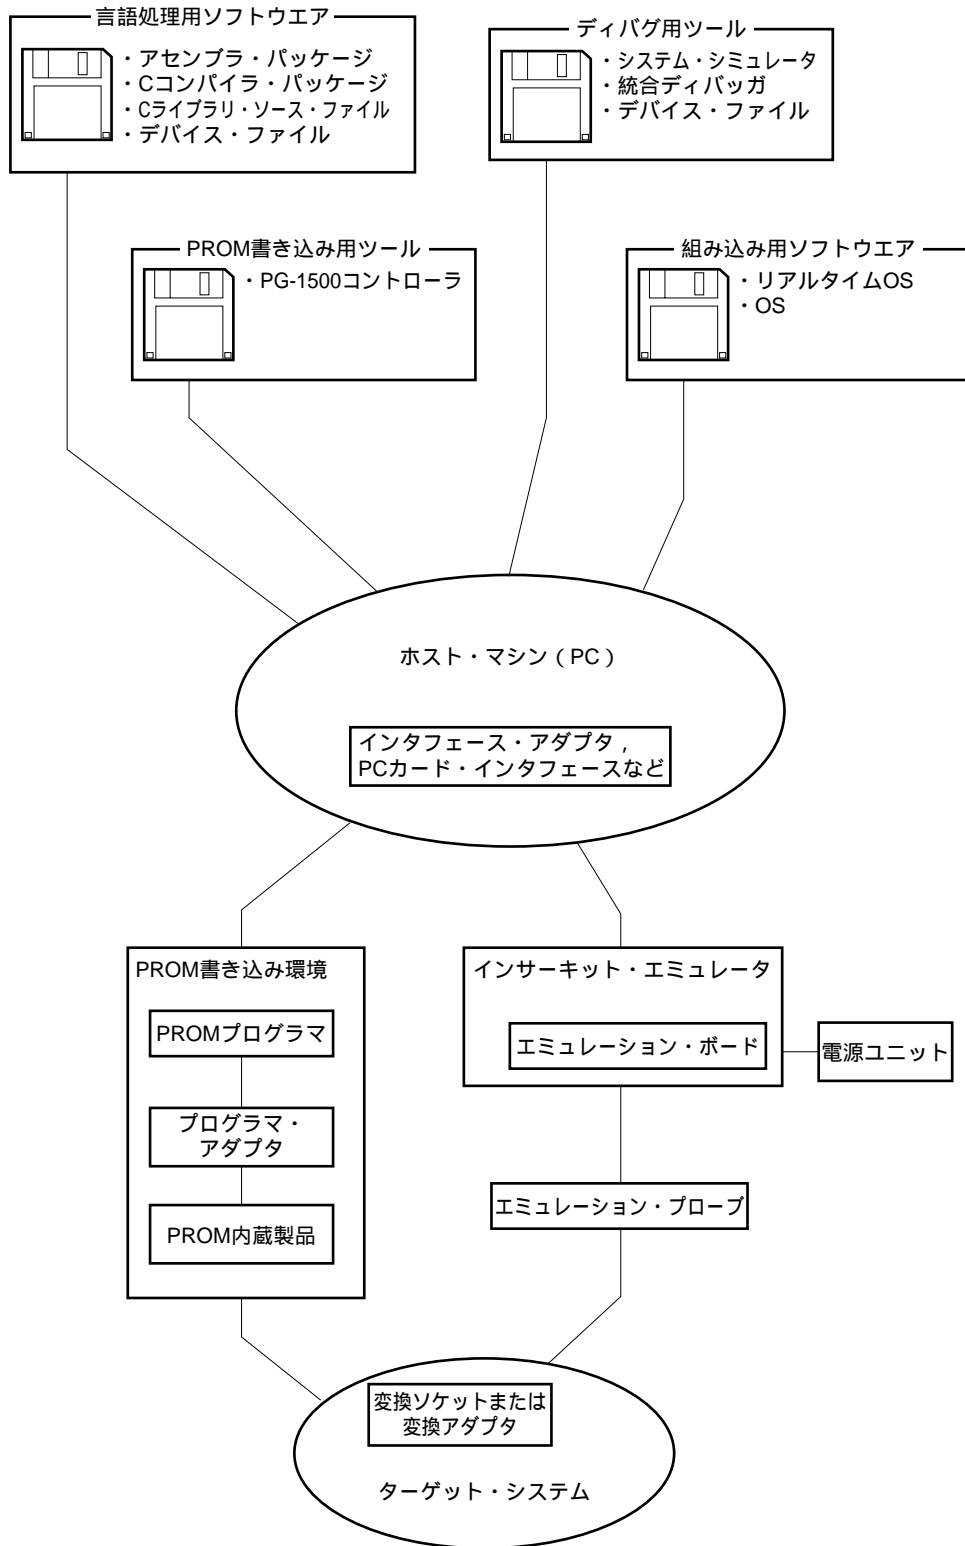 言語処理用ソフトウエア
・アセンブラ・パッケージ
・Cコンパイラ・パッケージ
・Cライブラリ・ソース・ファイル
・デバイス・ファイル
ディバグ用ツール
・システム・シミュレータ
・統合ディバッガ
・デバイス・ファイル
PROM書き込み用ツール
・PG-1500コントローラ
組み込み用ソフトウエア
・リアルタイムOS
・OS
ホスト・マシン（PC）
インタフェース・アダプタ，
PCカード・インタフェースなど
PROM書き込み環境
PROMプログラマ
プログラマ・
アダプタ
PROM内蔵製品
インサーキット・エミュレータ
エミュレーション・ボード
電源ユニット
エミュレーション・プローブ
変換ソケットまたは
変換アダプタ
ターゲット・システム